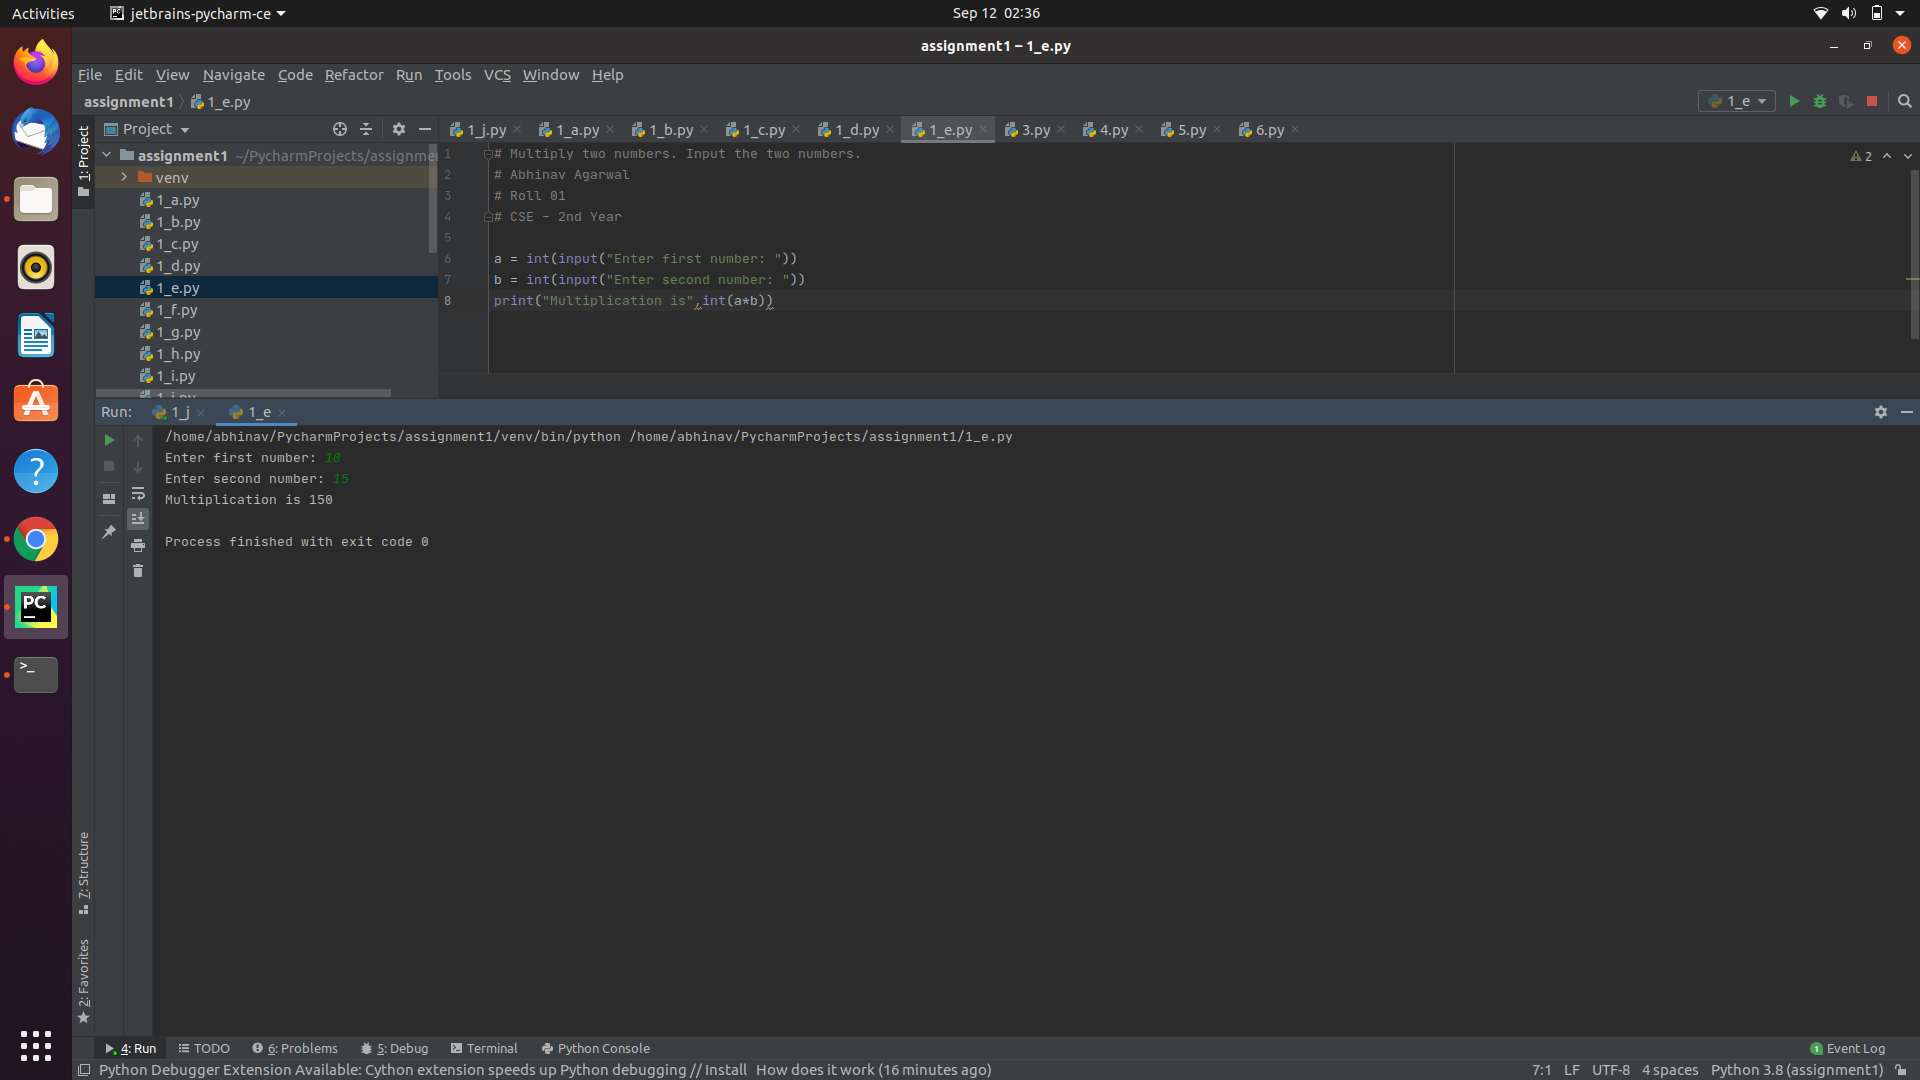 Activities jetbrains-pycharm-ce Sep 12 02:36
assignment1 – 1_e.py
File Edit View Navigate Code Refactor Run Tools VCS Window Help
assignment1 1_e.py 1_e
1: Project
Project
1_j.py 1_a.py 1_b.py 1_c.py 1_d.py 1_e.py 3.py 4.py 5.py 6.py
assignment1 ~/PycharmProjects/assignme
venv
1_a.py
1_b.py
1_c.py
1_d.py
1_e.py
1_f.py
1_g.py
1_h.py
1_i.py
1_j.py
1 # Multiply two numbers. Input the two numbers.
2 # Abhinav Agarwal
3 # Roll 01
4 # CSE - 2nd Year
5
6 a = int(input("Enter first number: "))
7 b = int(input("Enter second number: "))
8 print("Multiplication is",int(a*b))
2
Run: 1_j 1_e
/home/abhinav/PycharmProjects/assignment1/venv/bin/python /home/abhinav/PycharmProjects/assignment1/1_e.py
Enter first number: 10
Enter second number: 15
Multiplication is 150
Process finished with exit code 0
PC
>_
7: Structure
2: Favorites
4: Run TODO 6: Problems 5: Debug Terminal Python Console 1 Event Log
Python Debugger Extension Available: Cython extension speeds up Python debugging // Install How does it work (16 minutes ago) 7:1 LF UTF-8 4 spaces Python 3.8 (assignment1)